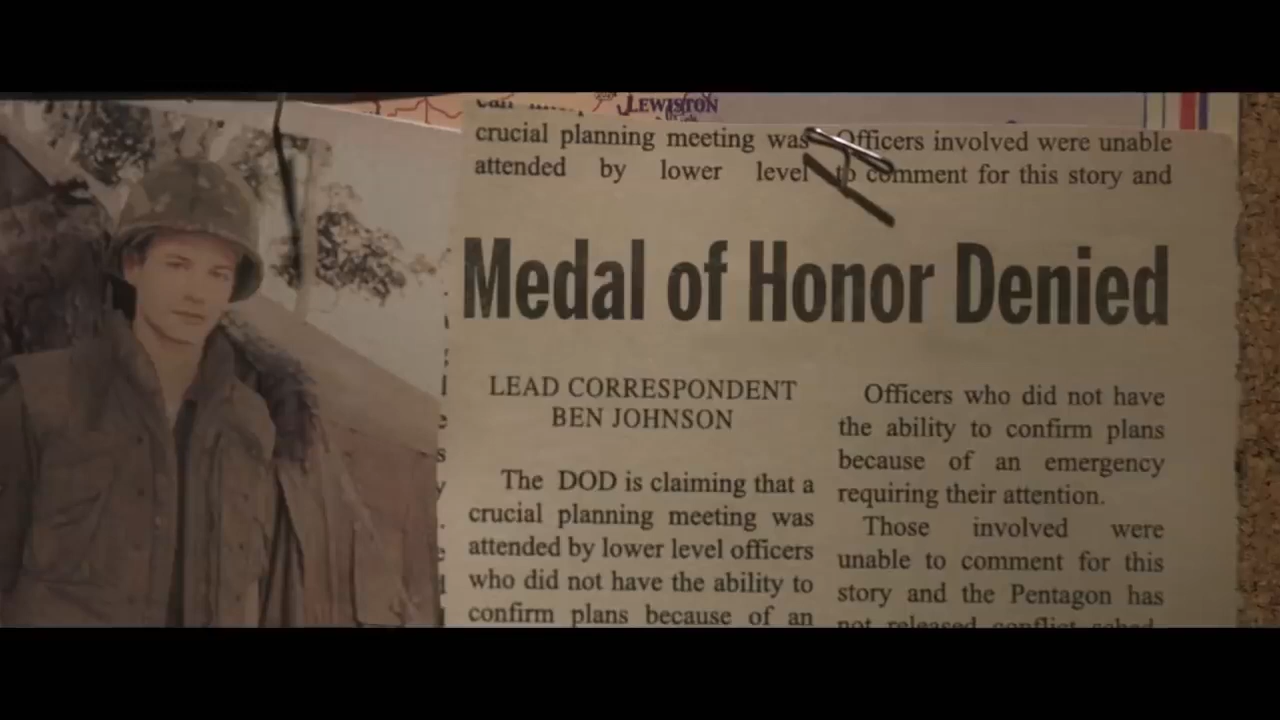 LEWISTON
crucial planning meeting was
attended by lower level
Officers involved were unable
to comment for this story and
Medal of Honor Denied
LEAD CORRESPONDENT
BEN JOHNSON
The DOD is claiming that a
crucial planning meeting was
attended by lower level officers
who did not have the ability to
confirm plans because of an
Officers who did not have
the ability to confirm plans
because of an emergency
requiring their attention.
Those involved were
unable to comment for this
story and the Pentagon has
not released conflict sched-